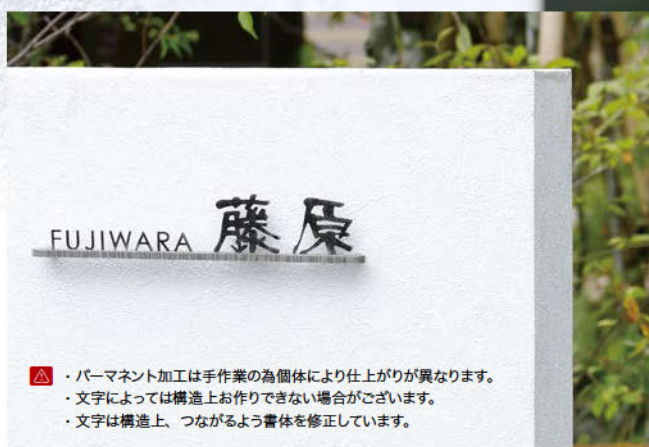 FUJIWARA 藤原
・パーマネント加工は手作業の為個体により仕上がりが異なります。
・文字によっては構造上お作りできない場合がございます。
・文字は構造上、つながるよう書体を修正しています。